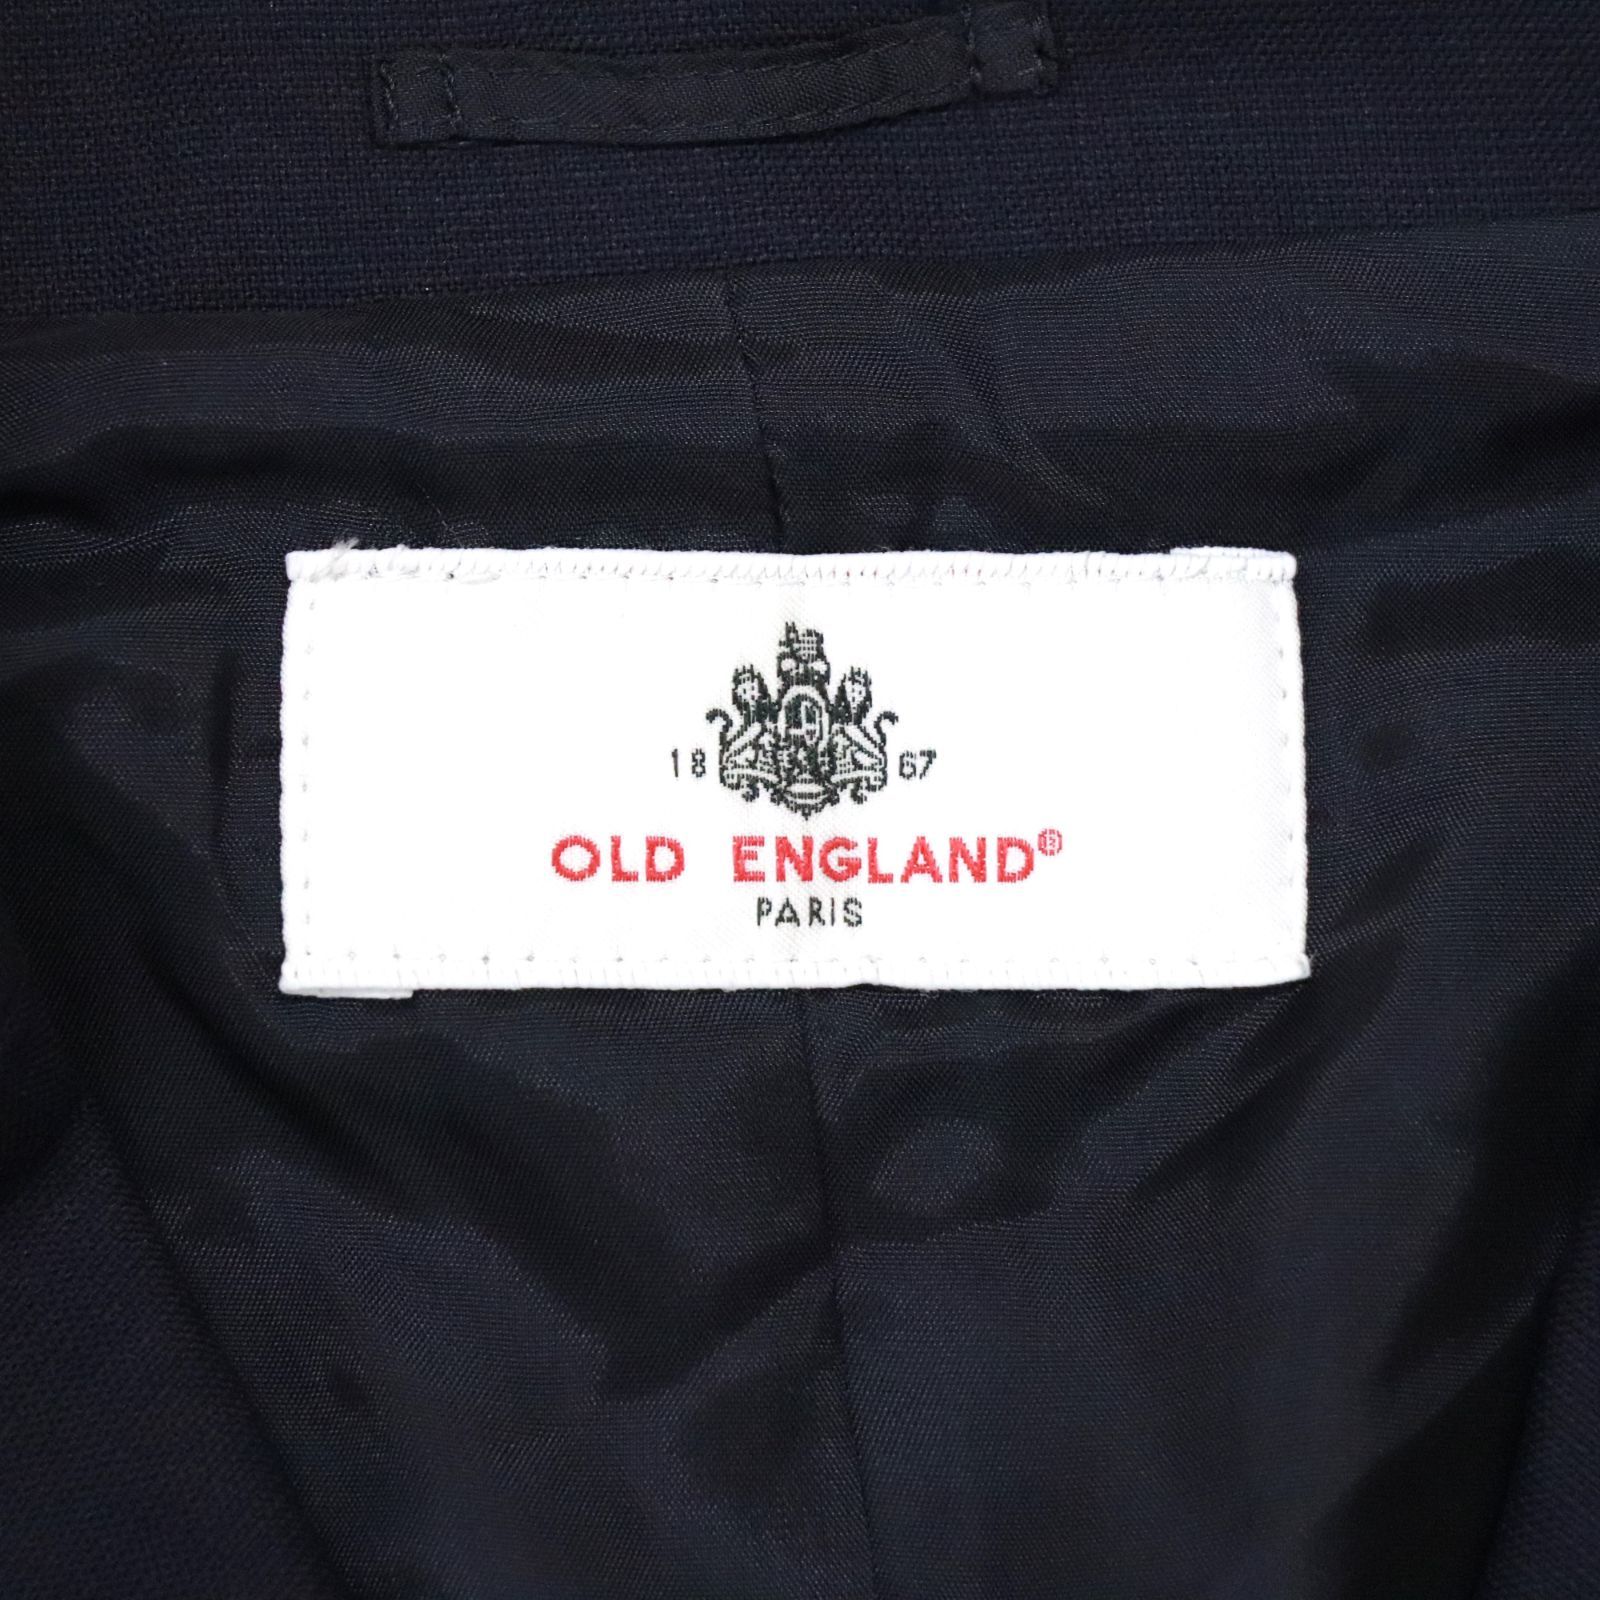 18 67
OLD ENGLAND®
PARIS